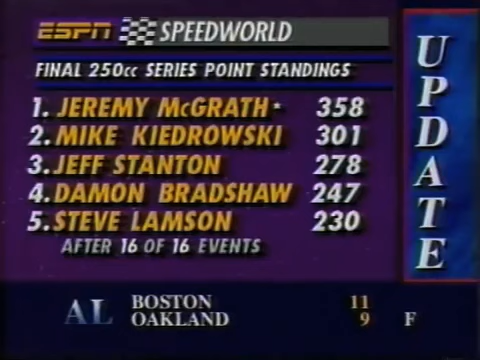 ESPN SPEEDWORLD
FINAL 250cc SERIES POINT STANDINGS
1. JEREMY McGRATH* 358
2. MIKE KIEDROWSKI 301
3. JEFF STANTON 278
4. DAMON BRADSHAW 247
5. STEVE LAMSON 230
AFTER 16 OF 16 EVENTS
UPDATE
AL BOSTON 11
OAKLAND 9 F